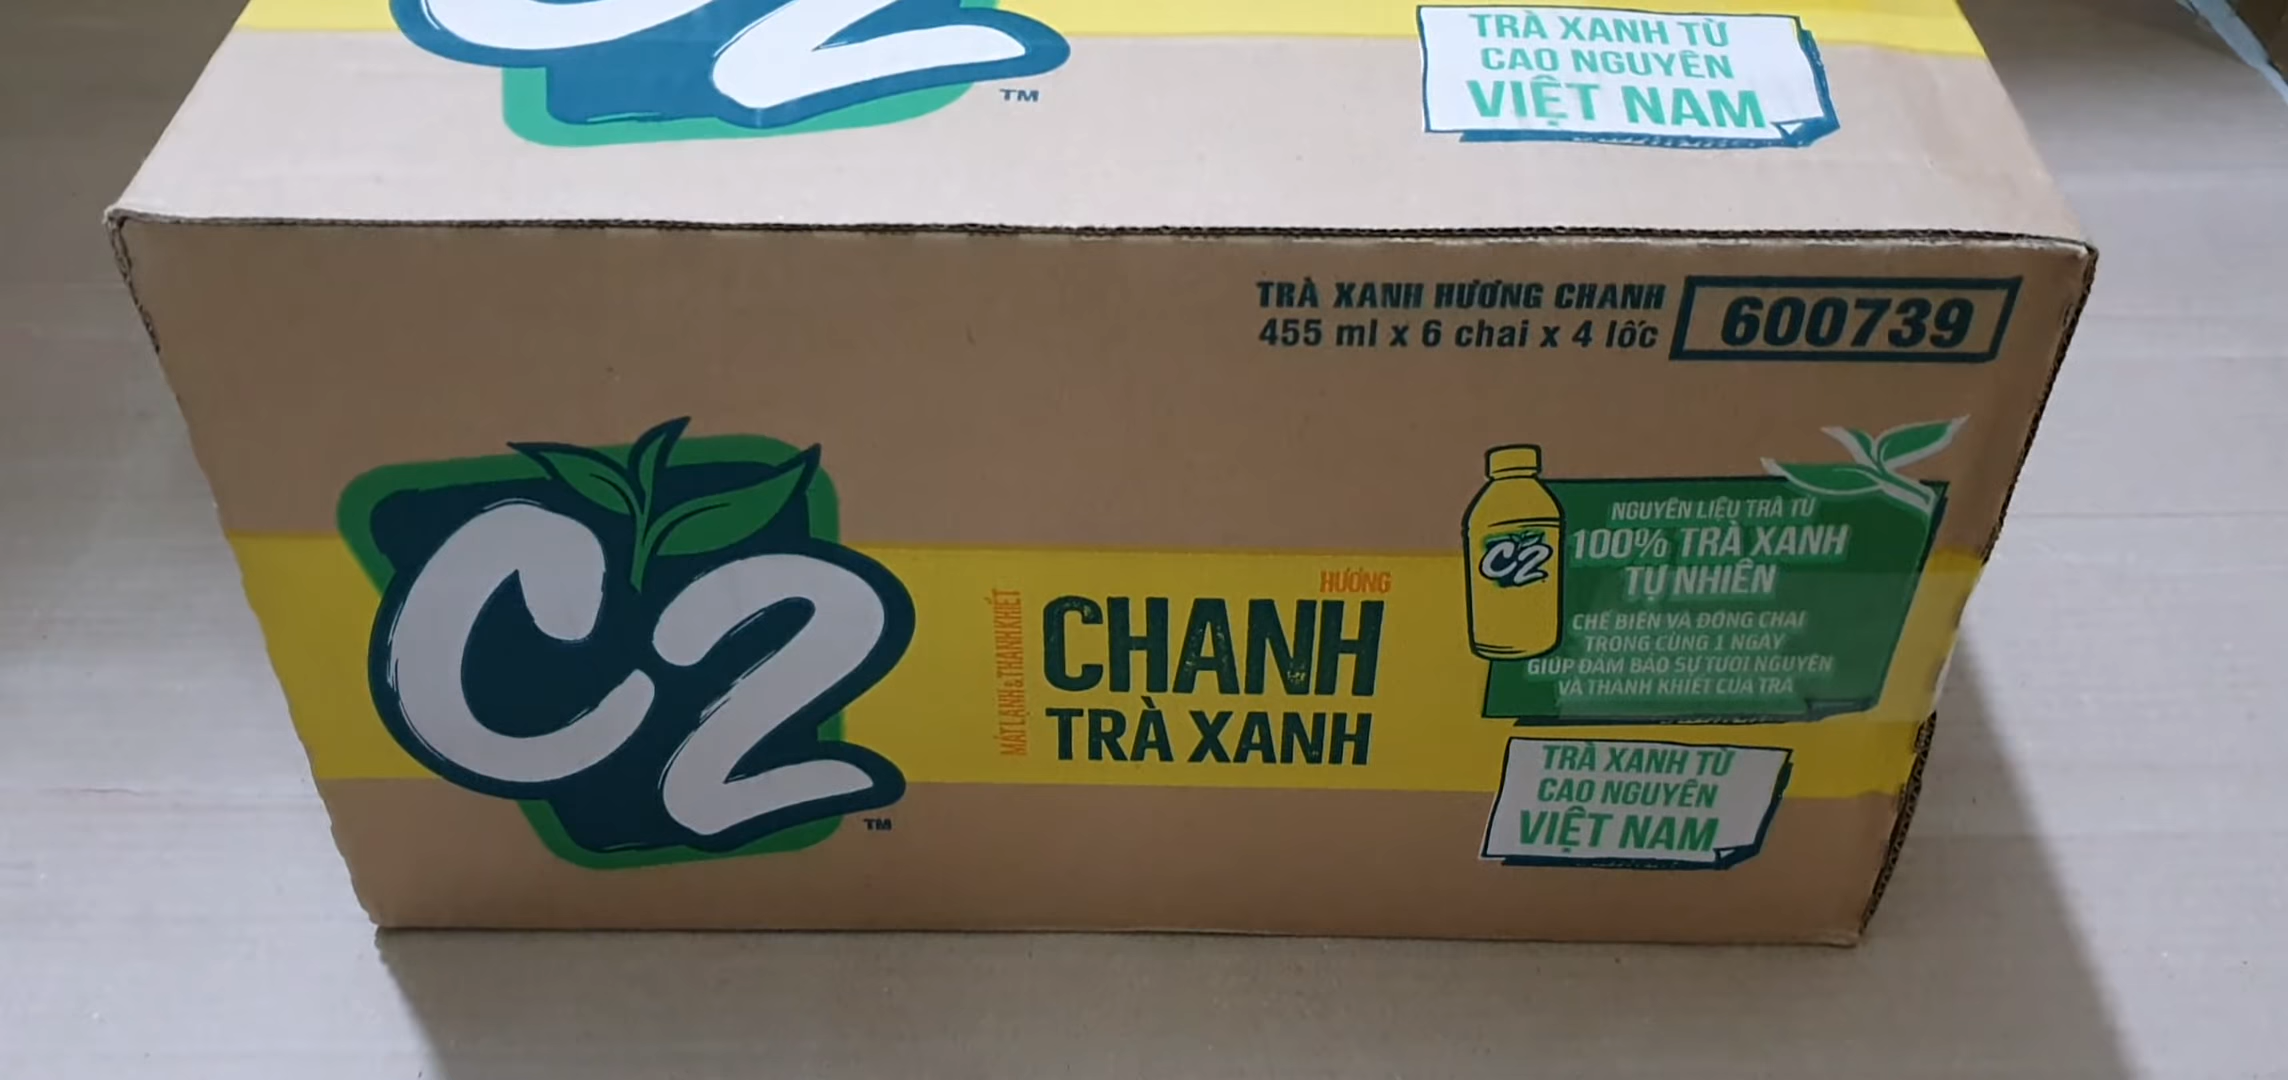 C2
TM
TRÀ XANH TỪ
CAO NGUYÊN
VIỆT NAM
TRÀ XANH HƯƠNG CHANH
455 ml x 6 chai x 4 lốc
600739
C2
TM
MÁT LẠNH & THANH KHIẾT
HƯƠNG
CHANH
TRÀ XANH
C2
NGUYÊN LIỆU TRÀ TỪ
100% TRÀ XANH
TỰ NHIÊN
CHẾ BIẾN VÀ ĐÓNG CHAI
TRONG CÙNG 1 NGÀY
GIÚP ĐẢM BẢO SỰ TƯƠI NGUYÊN
VÀ THANH KHIẾT CỦA TRÀ
TRÀ XANH TỪ
CAO NGUYÊN
VIỆT NAM